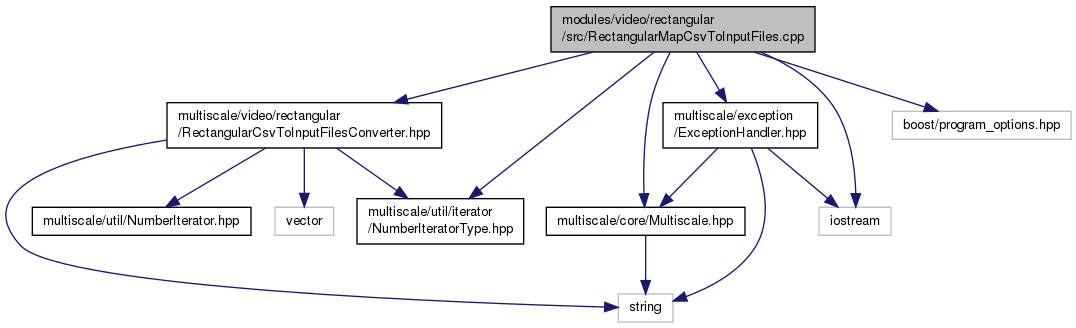 modules/video/rectangular
/src/RectangularMapCsvToInputFiles.cpp
multiscale/video/rectangular
/RectangularCsvToInputFilesConverter.hpp
multiscale/exception
/ExceptionHandler.hpp
boost/program_options.hpp
multiscale/util/NumberIterator.hpp
vector
multiscale/util/iterator
/NumberIteratorType.hpp
multiscale/core/Multiscale.hpp
iostream
string